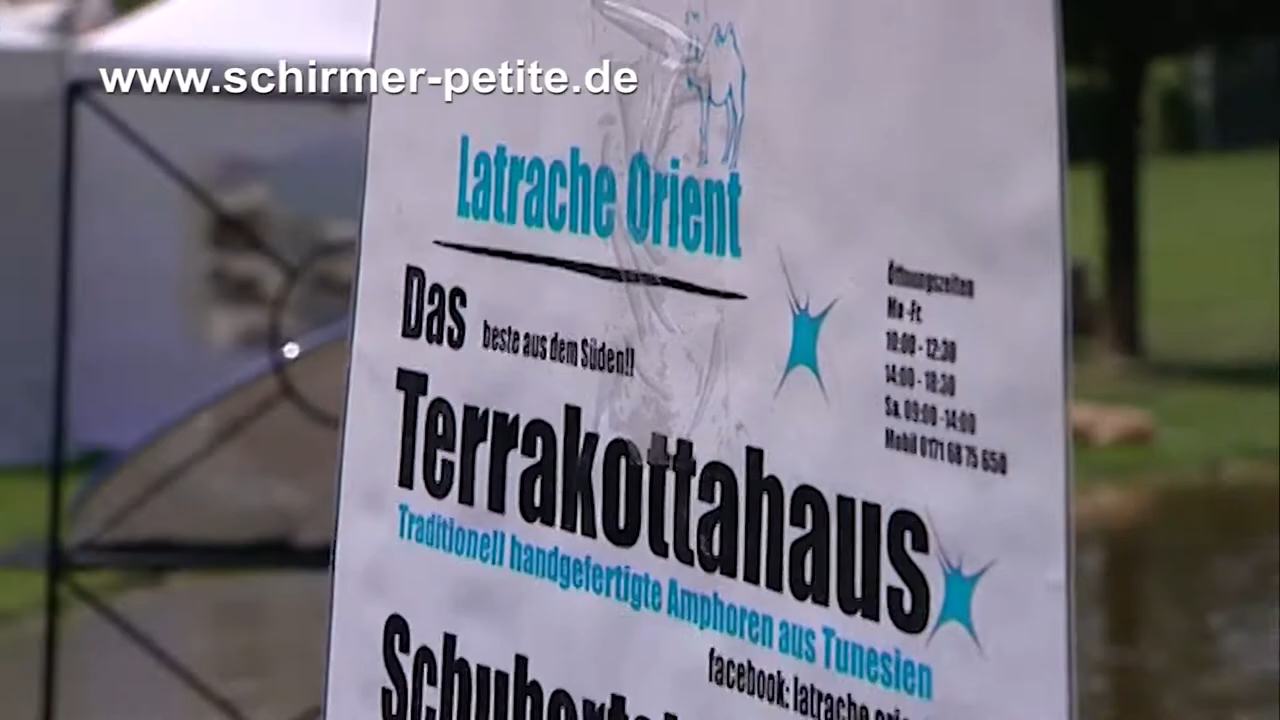 www.schirmer-petite.de
Latrache Orient
Das beste aus dem Süden!!
Terrakottahaus
Traditionell handgefertigte Amphoren aus Tunesien
facebook: latrache
Öffnungszeiten
Mo - Fr.
10:00 - 12:30
14:00 - 18:30
Sa. 09:00 - 14:00
Mobil 0171 68 75 650